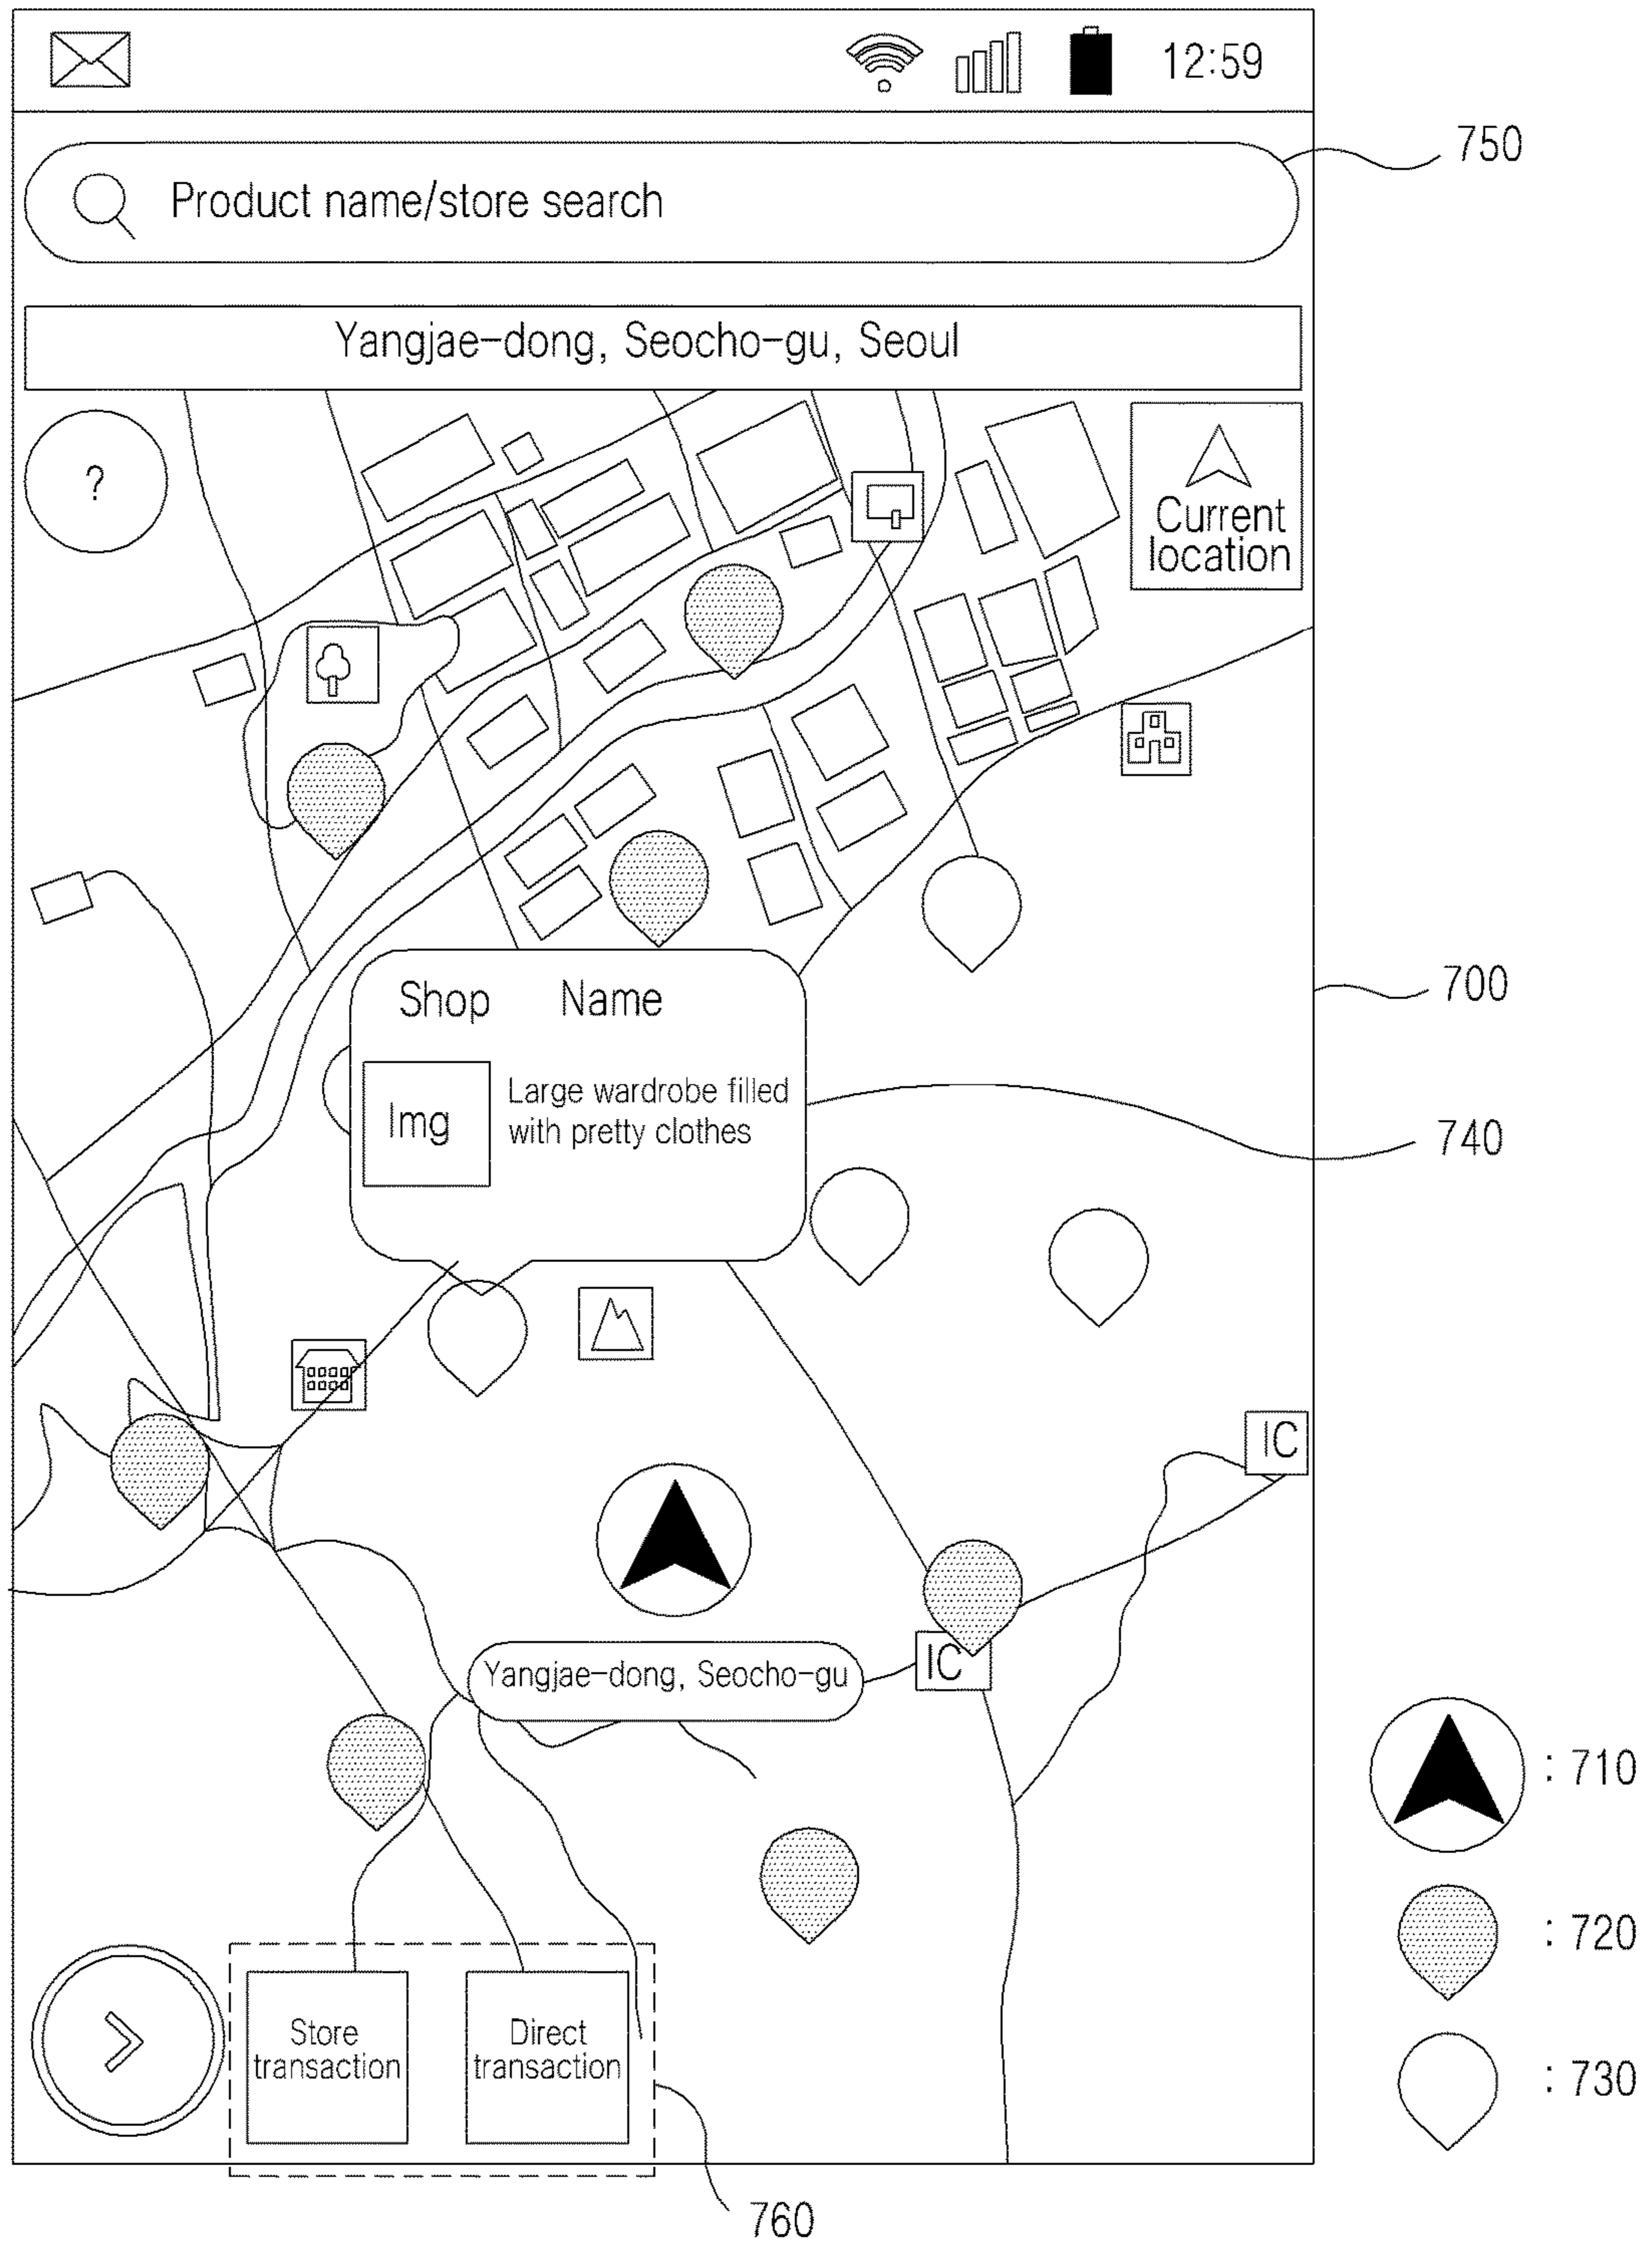 12:59
750
Product name/store search
Yangjae-dong, Seocho-gu, Seoul
?
Current
location
Shop Name
700
Img
Large wardrobe filled
with pretty clothes
740
IC
Yangjae-dong, Seocho-gu
IC
: 710
: 720
Store
transaction
Direct
transaction
: 730
760